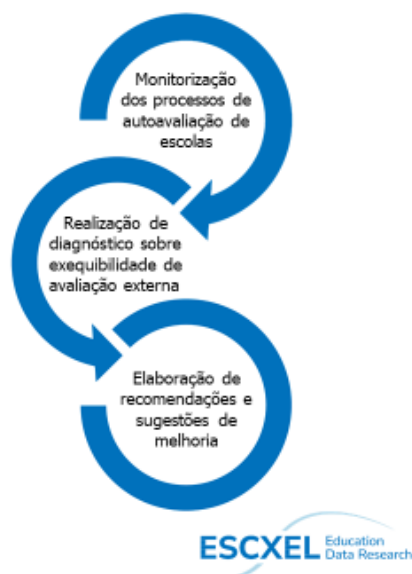 Monitorização
dos processos de
autoavaliação de
escolas
Realização de
diagnóstico sobre
exequibilidade de
avaliação externa
Elaboração de
recomendações e
sugestões de
melhoria
ESCXEL Education
Data Research